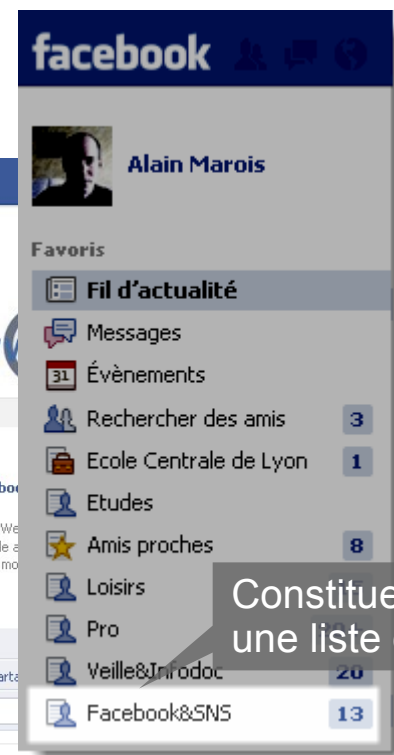 facebook
Alain Marois
Favoris
Fil d'actualité
Messages
31 Évènements
Rechercher des amis 3
Ecole Centrale de Lyon 1
Etudes
Amis proches 8
Loisirs
Pro
Constitue
une liste
Veille&Infodoc 20
Facebook&SNS 13